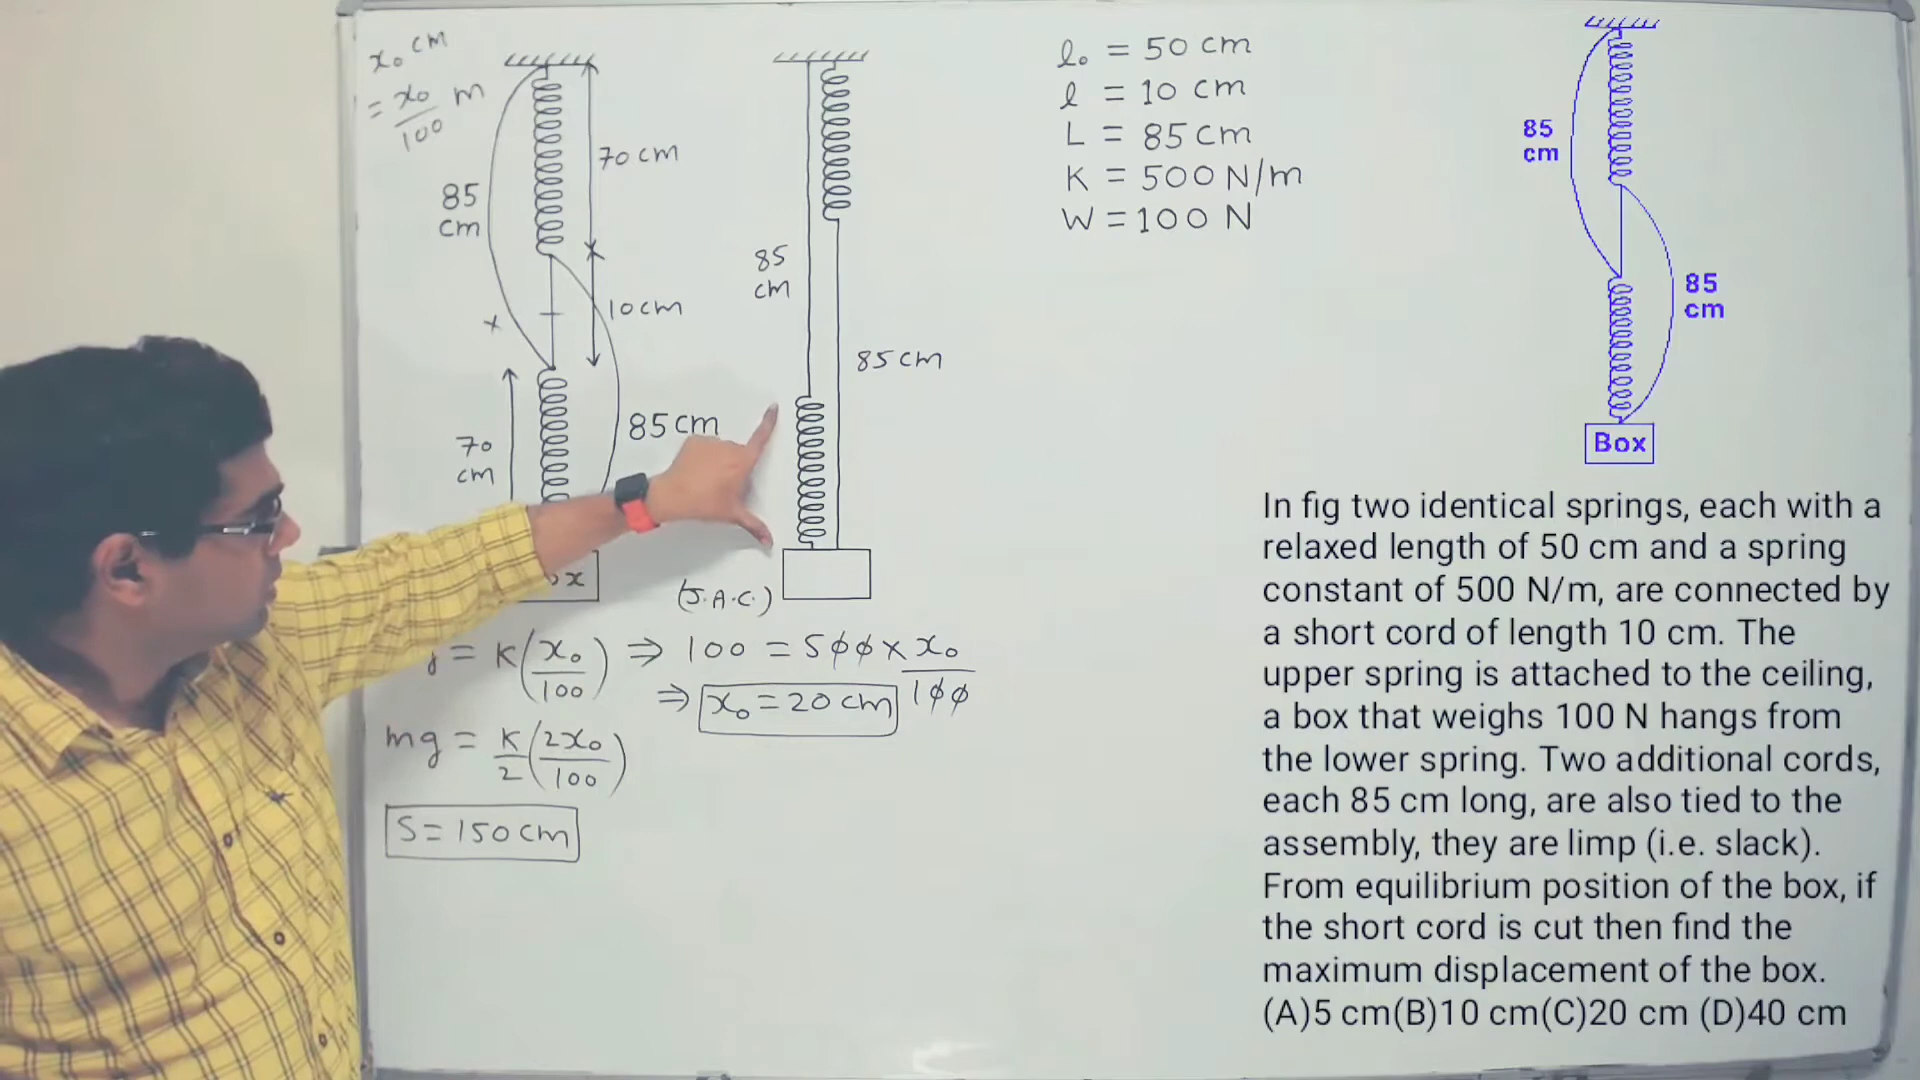 x₀ cm
= x₀/100 m
70 cm
85
cm
10 cm
x
70
cm
85 cm
x
85
cm
85 cm
(J.A.C.)
= K(x₀/100) ⇒ 100 = 500 × x₀/100
⇒ x₀ = 20 cm
mg = K/2 (2x₀/100)
S = 150 cm
l₀ = 50 cm
l = 10 cm
L = 85 cm
K = 500 N/m
W = 100 N
85
cm
85
cm
Box
In fig two identical springs, each with a
relaxed length of 50 cm and a spring
constant of 500 N/m, are connected by
a short cord of length 10 cm. The
upper spring is attached to the ceiling,
a box that weighs 100 N hangs from
the lower spring. Two additional cords,
each 85 cm long, are also tied to the
assembly, they are limp (i.e. slack).
From equilibrium position of the box, if
the short cord is cut then find the
maximum displacement of the box.
(A)5 cm(B)10 cm(C)20 cm (D)40 cm